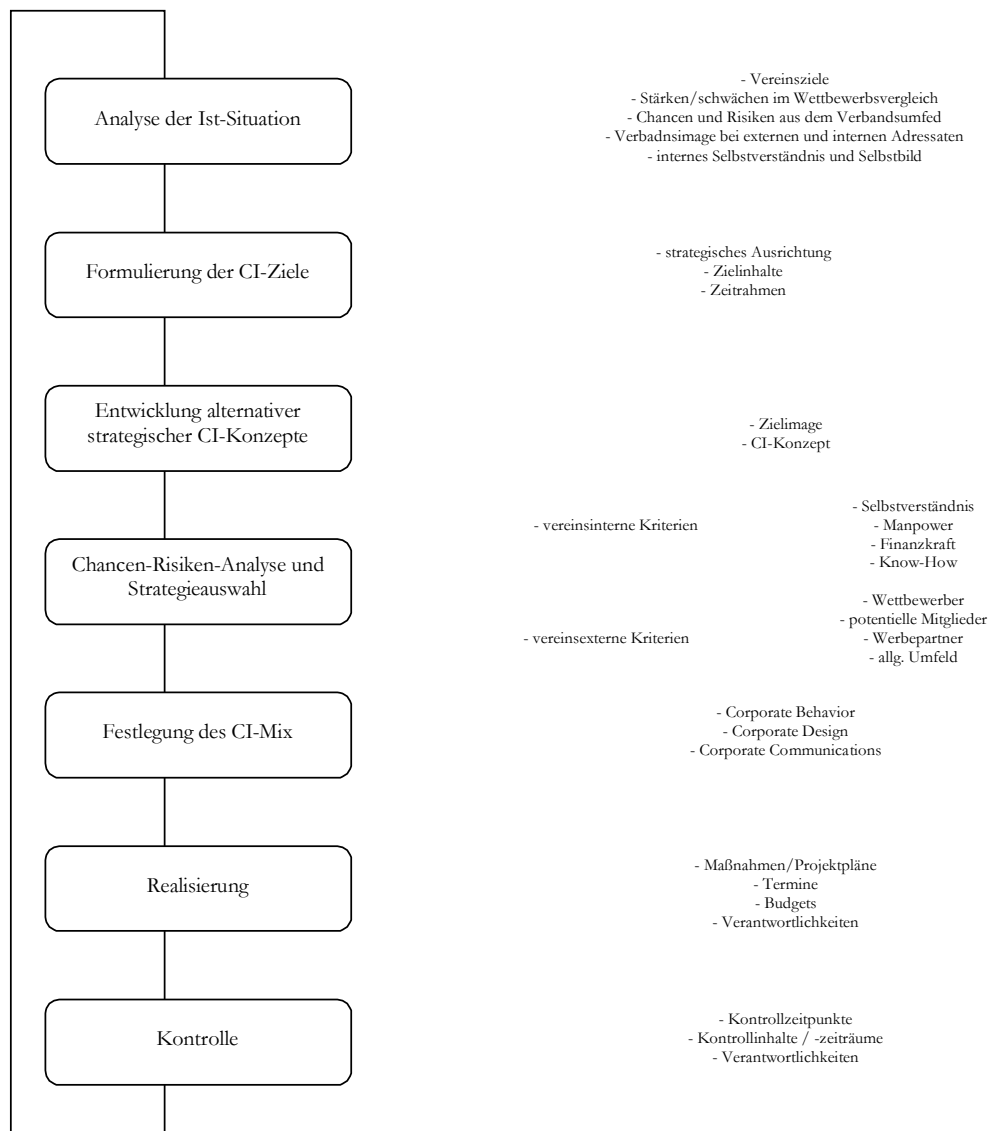 Analyse der Ist-Situation
- Vereinsziele
- Stärken/schwächen im Wettbewerbsvergleich
- Chancen und Risiken aus dem Verbandsumfed
- Verbadnsimage bei externen und internen Adressaten
- internes Selbstverständnis und Selbstbild
Formulierung der CI-Ziele
- strategisches Ausrichtung
- Zielinhalte
- Zeitrahmen
Entwicklung alternativer
strategischer CI-Konzepte
- Zielimage
- CI-Konzept
Chancen-Risiken-Analyse und
Strategieauswahl
- vereinsinterne Kriterien
- Selbstverständnis
- Manpower
- Finanzkraft
- Know-How
- vereinsexterne Kriterien
- Wettbewerber
- potentielle Mitglieder
- Werbepartner
- allg. Umfeld
Festlegung des CI-Mix
- Corporate Behavior
- Corporate Design
- Corporate Communications
Realisierung
- Maßnahmen/Projektpläne
- Termine
- Budgets
- Verantwortlichkeiten
Kontrolle
- Kontrollzeitpunkte
- Kontrollinhalte / -zeiträume
- Verantwortlichkeiten